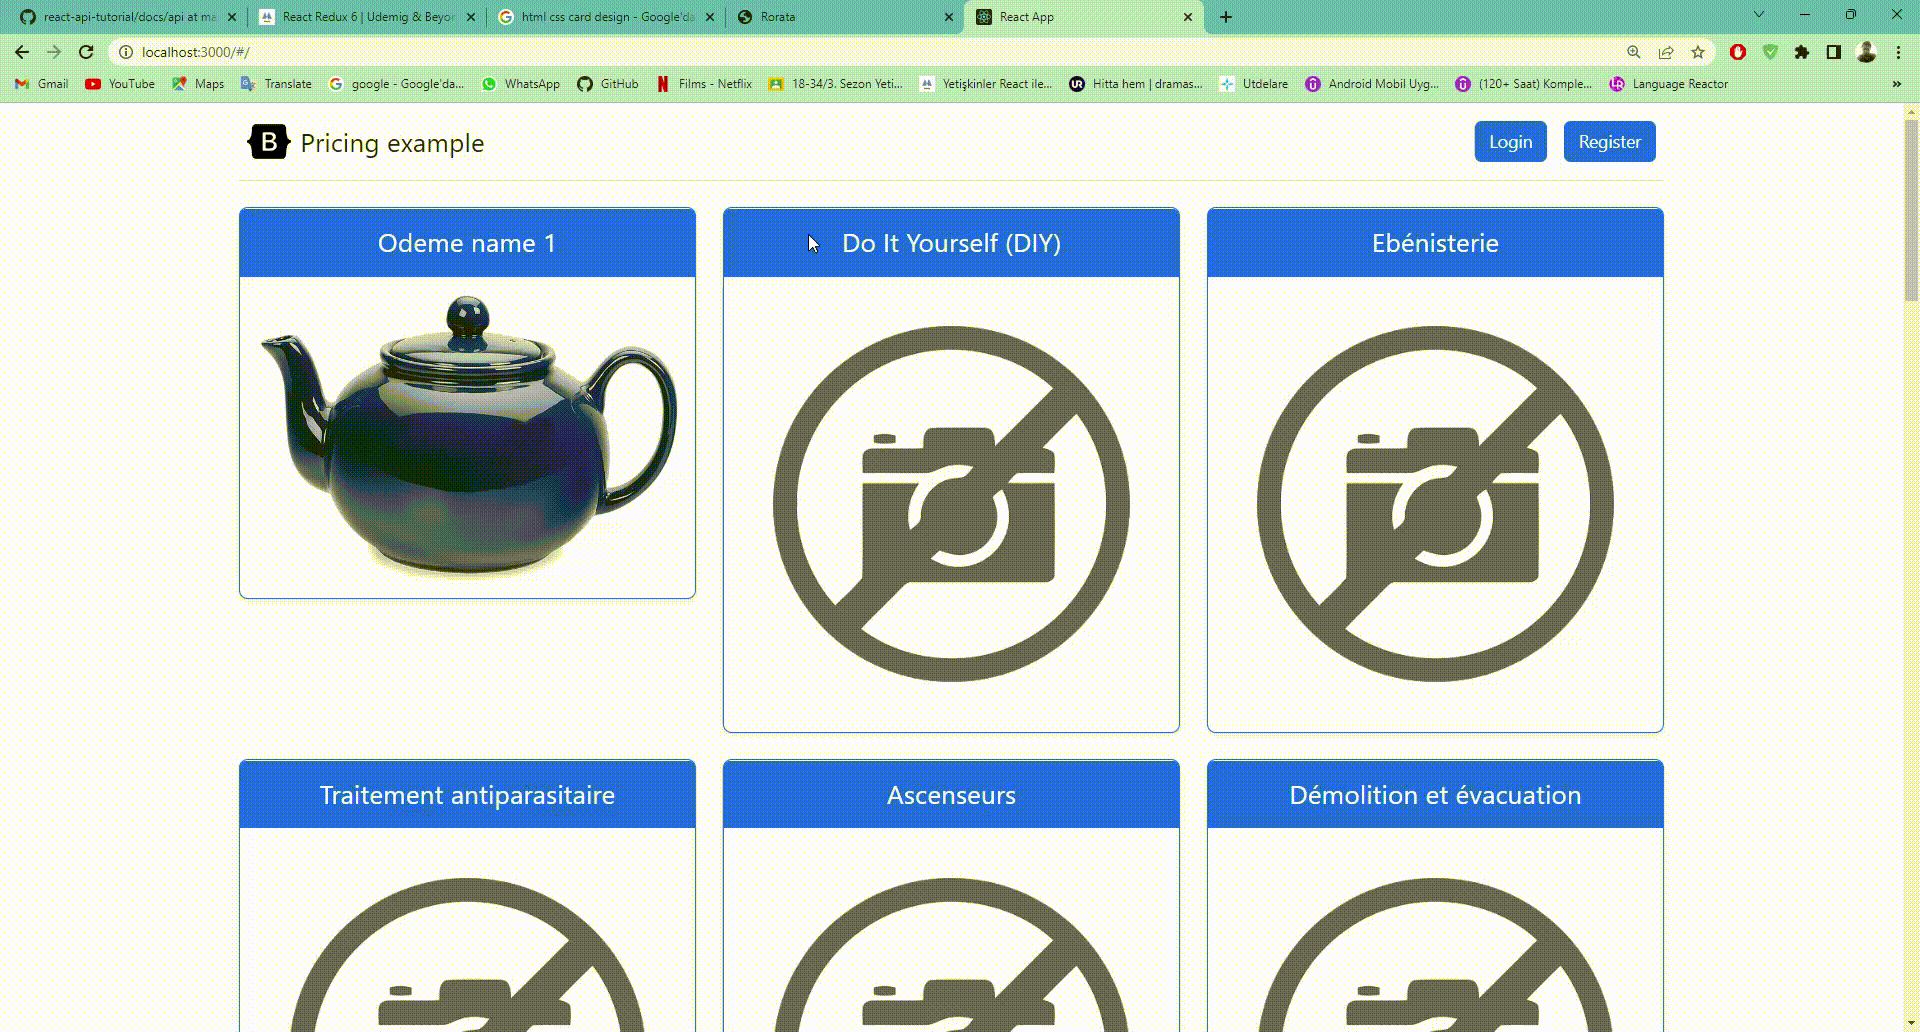 react-api-tutorial/docs/api at ma
React Redux 6 | Udemig & Beyor
html css card design - Google'da
Rorata
React App
localhost:3000/#/
Gmail
YouTube
Maps
Translate
google - Google'da...
WhatsApp
GitHub
Films - Netflix
18-34/3. Sezon Yeti...
Yetişkinler React ile...
Hitta hem | dramas...
Utdelare
Android Mobil Uyg...
(120+ Saat) Komple...
Language Reactor
B Pricing example
Login
Register
Odeme name 1
Do It Yourself (DIY)
Ebénisterie
Traitement antiparasitaire
Ascenseurs
Démolition et évacuation